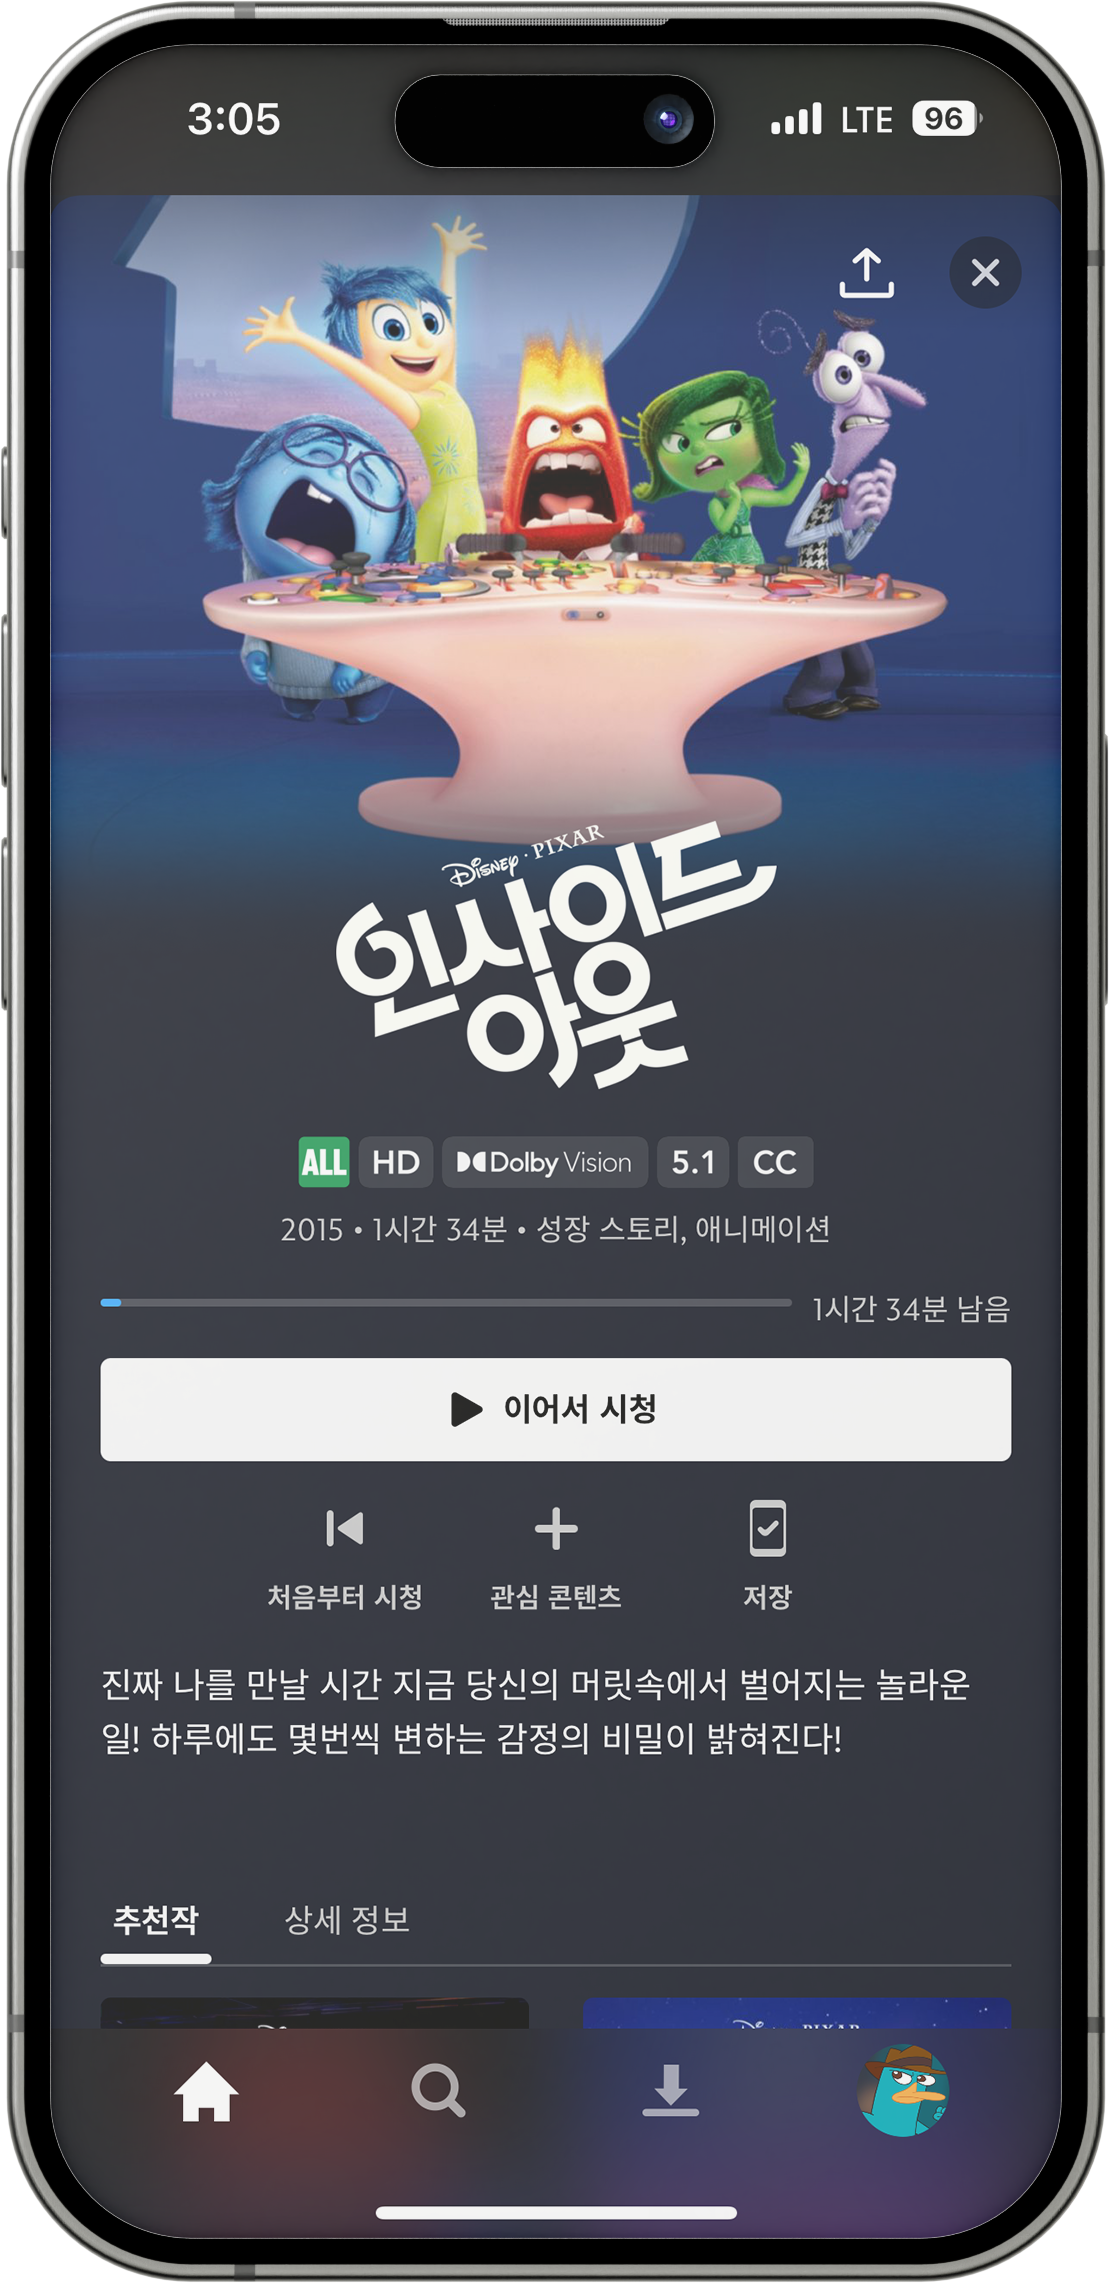 3:05 LTE 96
DISNEY · PIXAR
인사이드
아웃
ALL HD Dolby Vision 5.1 CC
2015 • 1시간 34분 • 성장 스토리, 애니메이션
1시간 34분 남음
이어서 시청
처음부터 시청 관심 콘텐츠 저장
진짜 나를 만날 시간 지금 당신의 머릿속에서 벌어지는 놀라운
일! 하루에도 몇번씩 변하는 감정의 비밀이 밝혀진다!
추천작 상세 정보